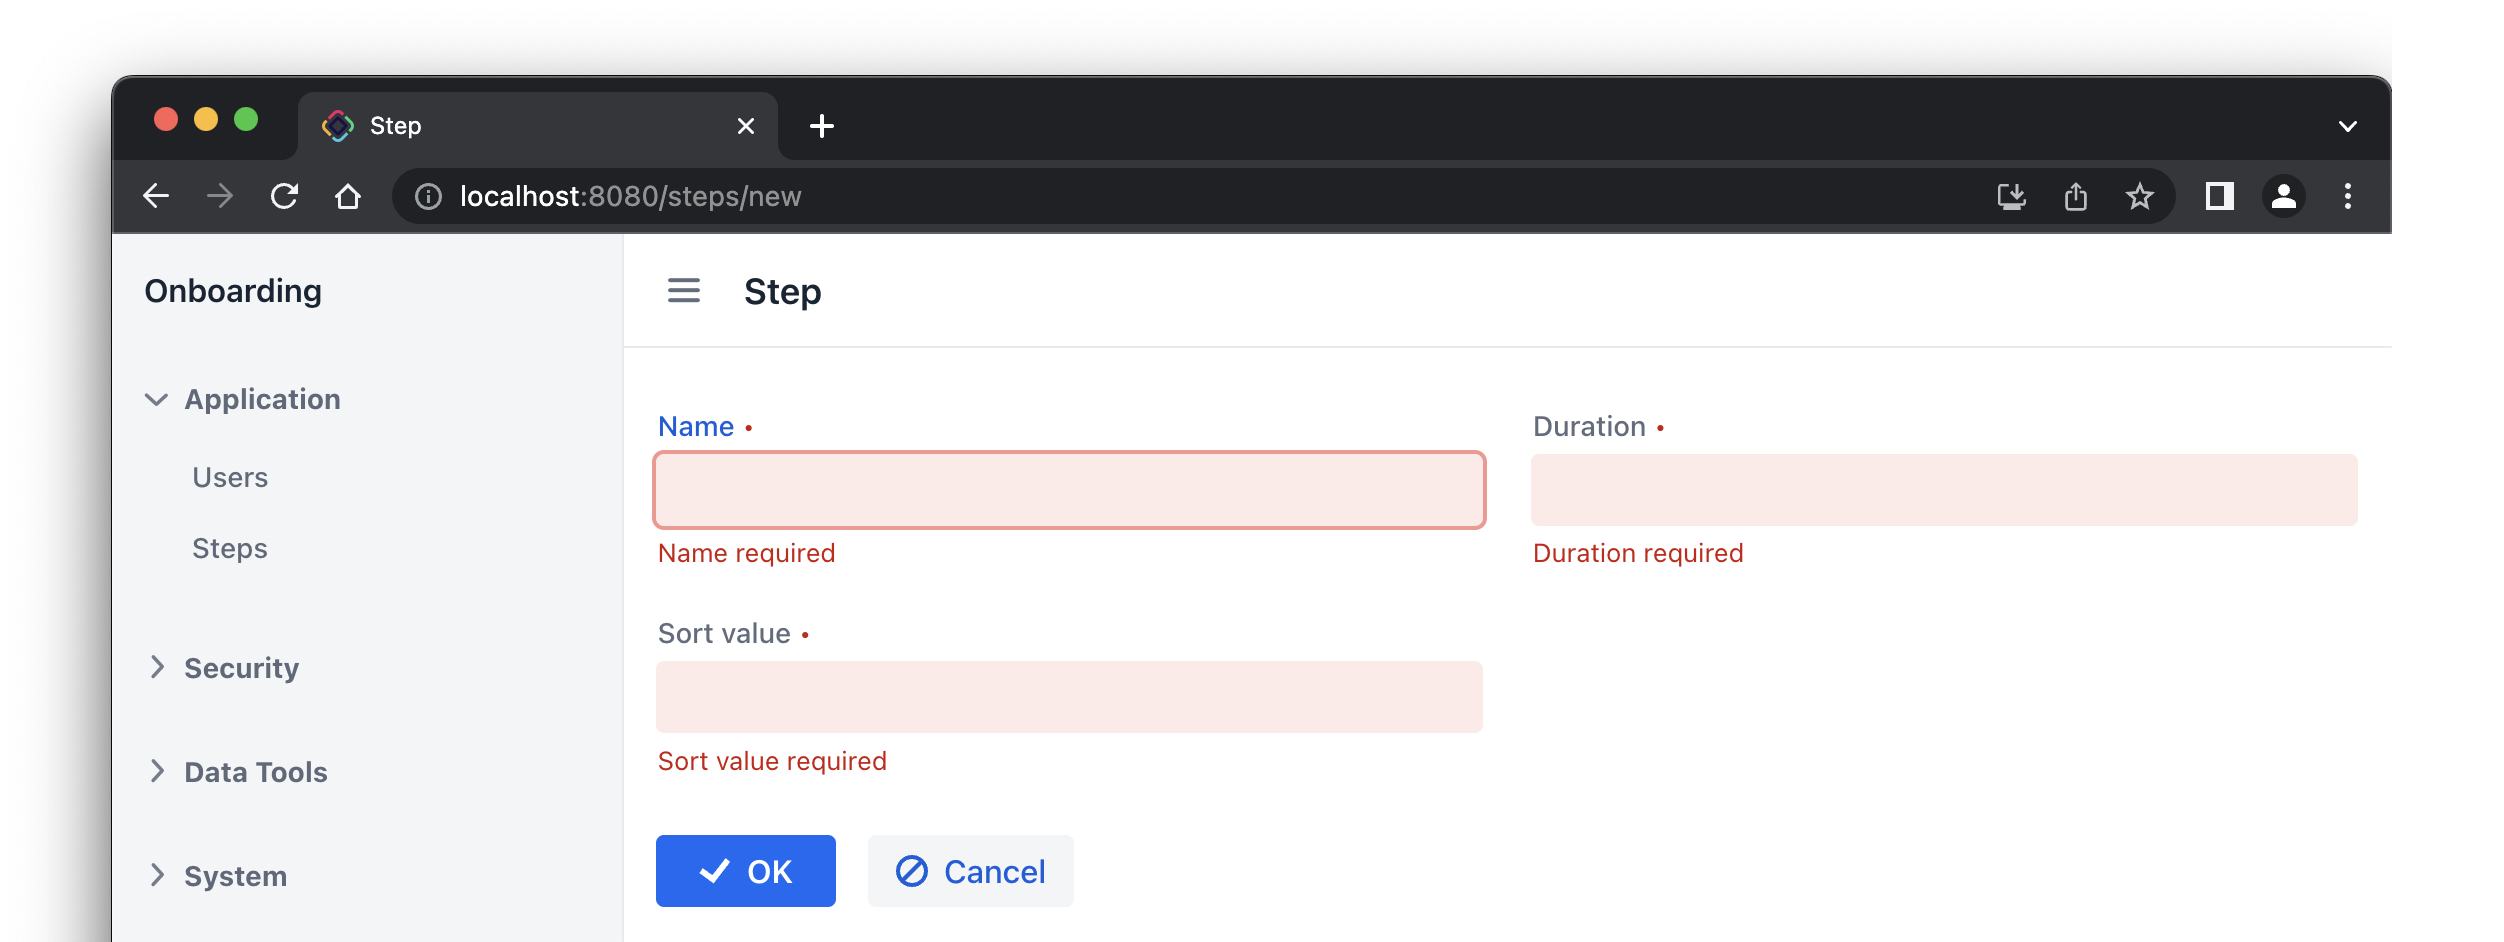 Step
localhost:8080/steps/new
Onboarding
Step
Application
Users
Steps
Security
Data Tools
System
Name •
Name required
Duration •
Duration required
Sort value •
Sort value required
OK
Cancel